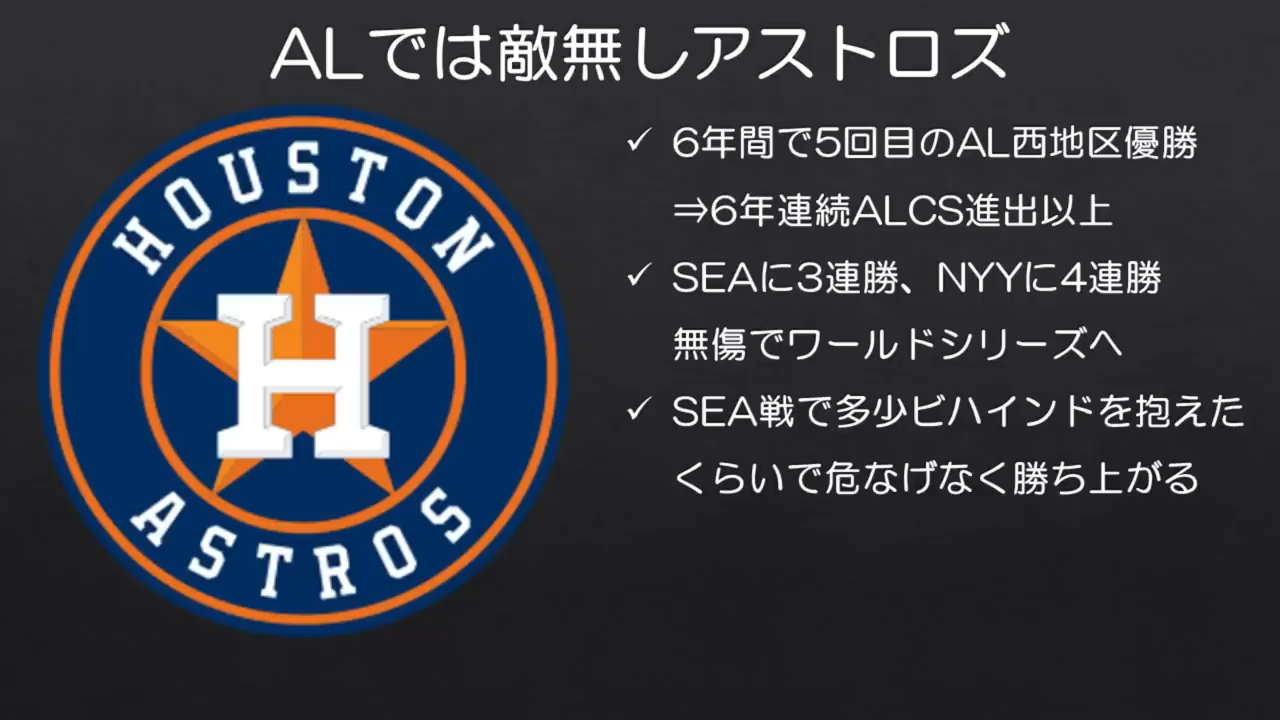 ALでは敵無しアストロズ
HOUSTON
H
ASTROS
✓ 6年間で5回目のAL西地区優勝
⇒6年連続ALCS進出以上
✓ SEAに3連勝、NYYに4連勝
無傷でワールドシリーズへ
✓ SEA戦で多少ビハインドを抱えた
くらいで危なげなく勝ち上がる